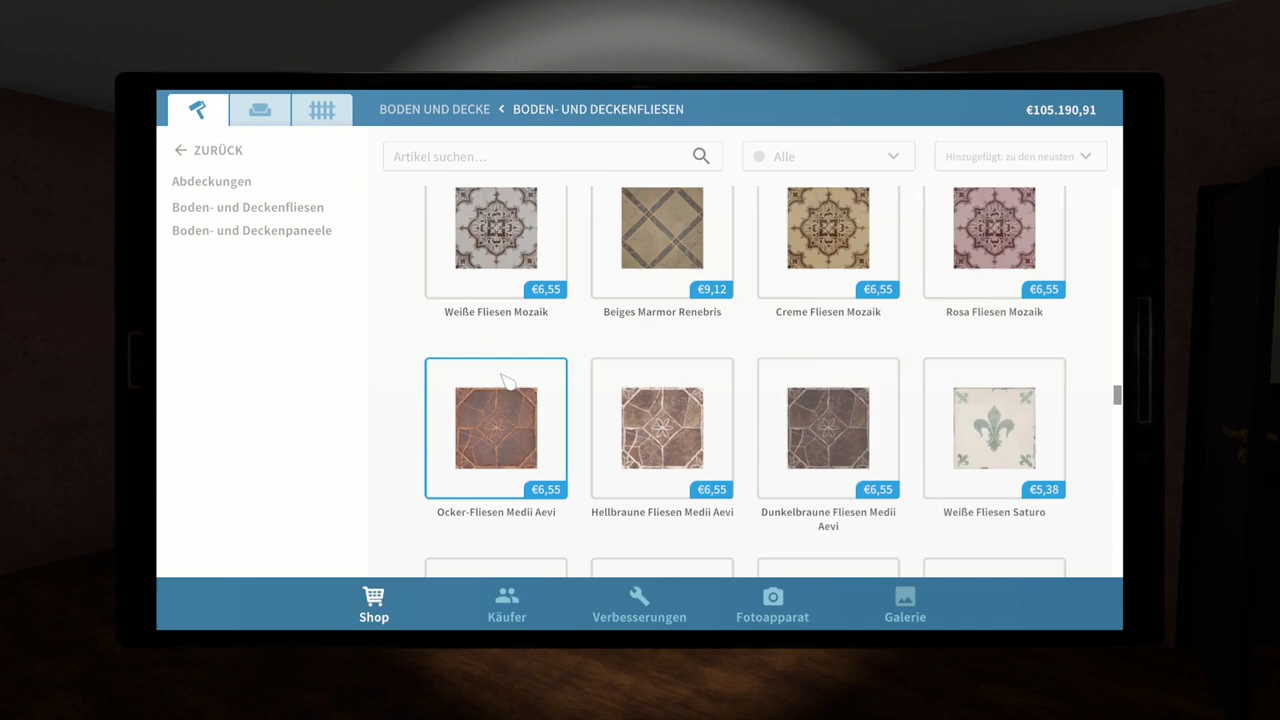 BODEN UND DECKE < BODEN- UND DECKENFLIESEN
€105.190,91
ZURÜCK
Abdeckungen
Boden- und Deckenfliesen
Boden- und Deckenpaneele
Artikel suchen...
Alle
Hinzugefügt: zu den neusten
€6,55
€9,12
€6,55
€6,55
Weiße Fliesen Mozaik
Beiges Marmor Renebris
Creme Fliesen Mozaik
Rosa Fliesen Mozaik
€6,55
€6,55
€6,55
€5,38
Ocker-Fliesen Medii Aevi
Hellbraune Fliesen Medii Aevi
Dunkelbraune Fliesen Medii
Aevi
Weiße Fliesen Saturo
Shop
Käufer
Verbesserungen
Fotoapparat
Galerie